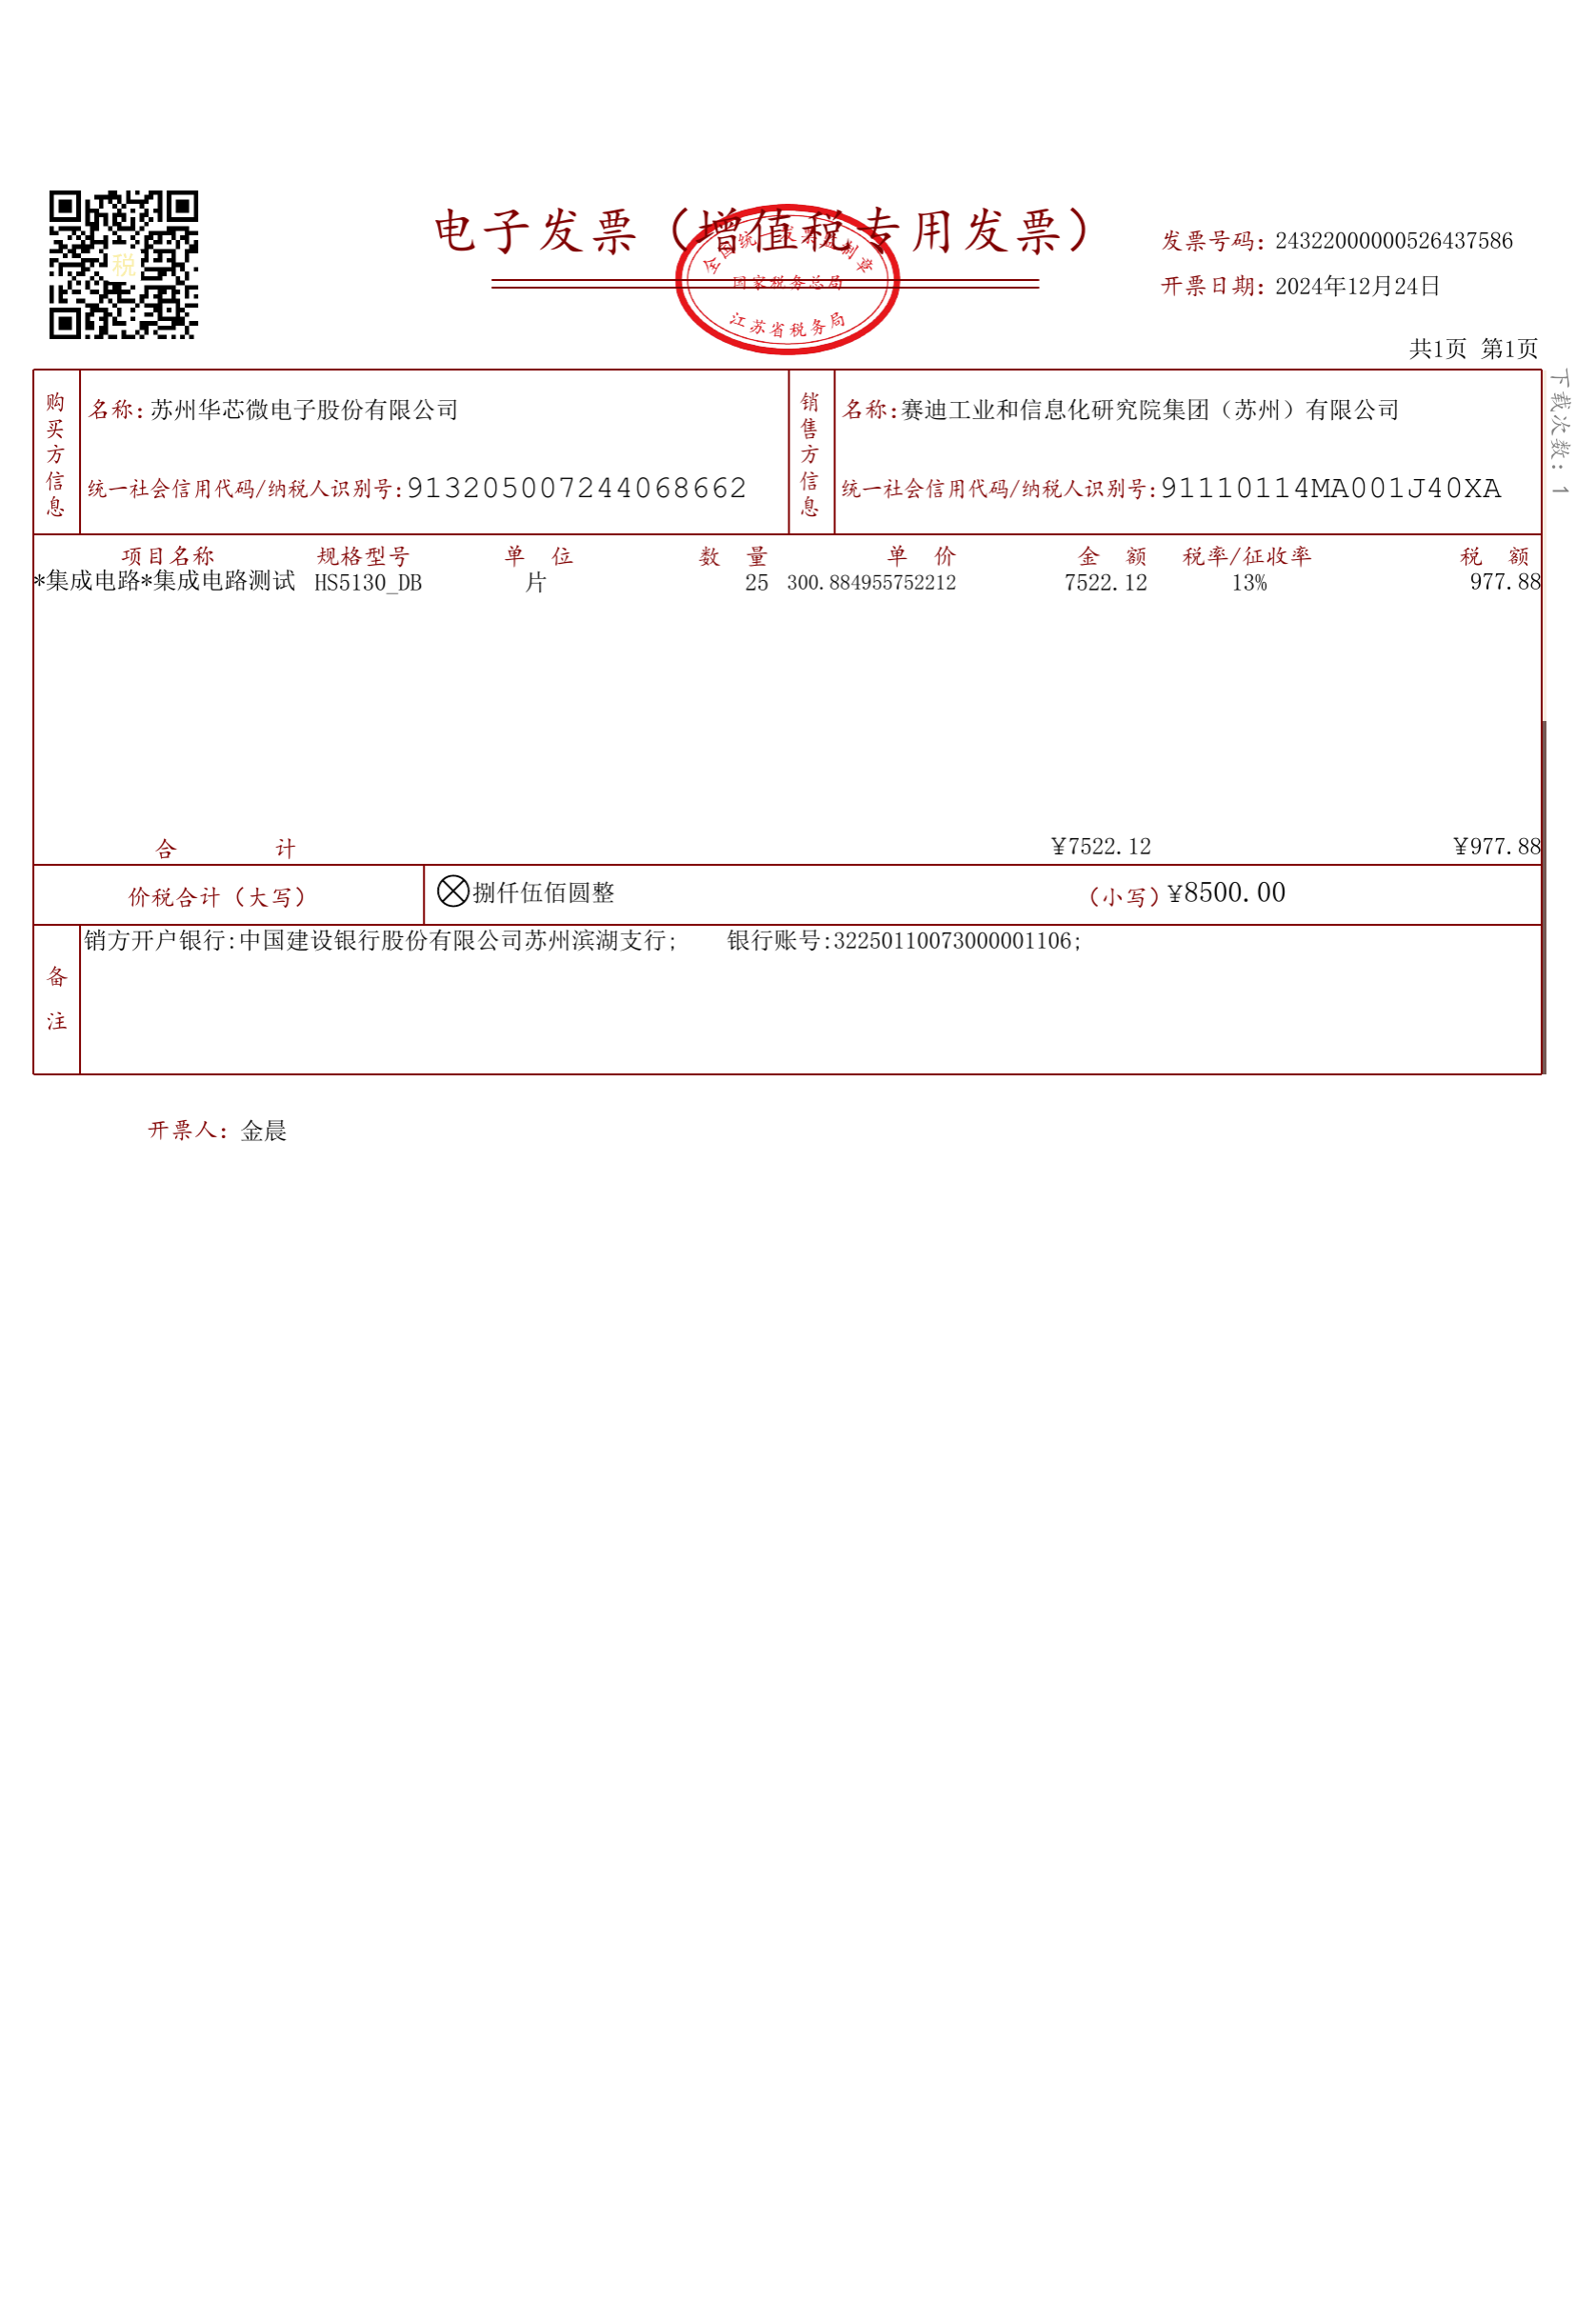 税
电子发票（增值税专用发票）
全国统一发票监制章
国家税务总局
江苏省税务局
发票号码: 24322000000526437586
开票日期: 2024年12月24日
共1页 第1页
下载次数: 1
购买方信息
名称: 苏州华芯微电子股份有限公司
统一社会信用代码/纳税人识别号: 913205007244068662
销售方信息
名称: 赛迪工业和信息化研究院集团（苏州）有限公司
统一社会信用代码/纳税人识别号: 91110114MA001J40XA
项目名称 规格型号 单 位 数 量 单 价 金 额 税率/征收率 税 额
*集成电路*集成电路测试 HS5130_DB 片 25 300.884955752212 7522.12 13% 977.88
合 计 ¥7522.12 ¥977.88
价税合计（大写） 捌仟伍佰圆整 （小写）¥8500.00
备注
销方开户银行:中国建设银行股份有限公司苏州滨湖支行; 银行账号:32250110073000001106;
开票人: 金晨